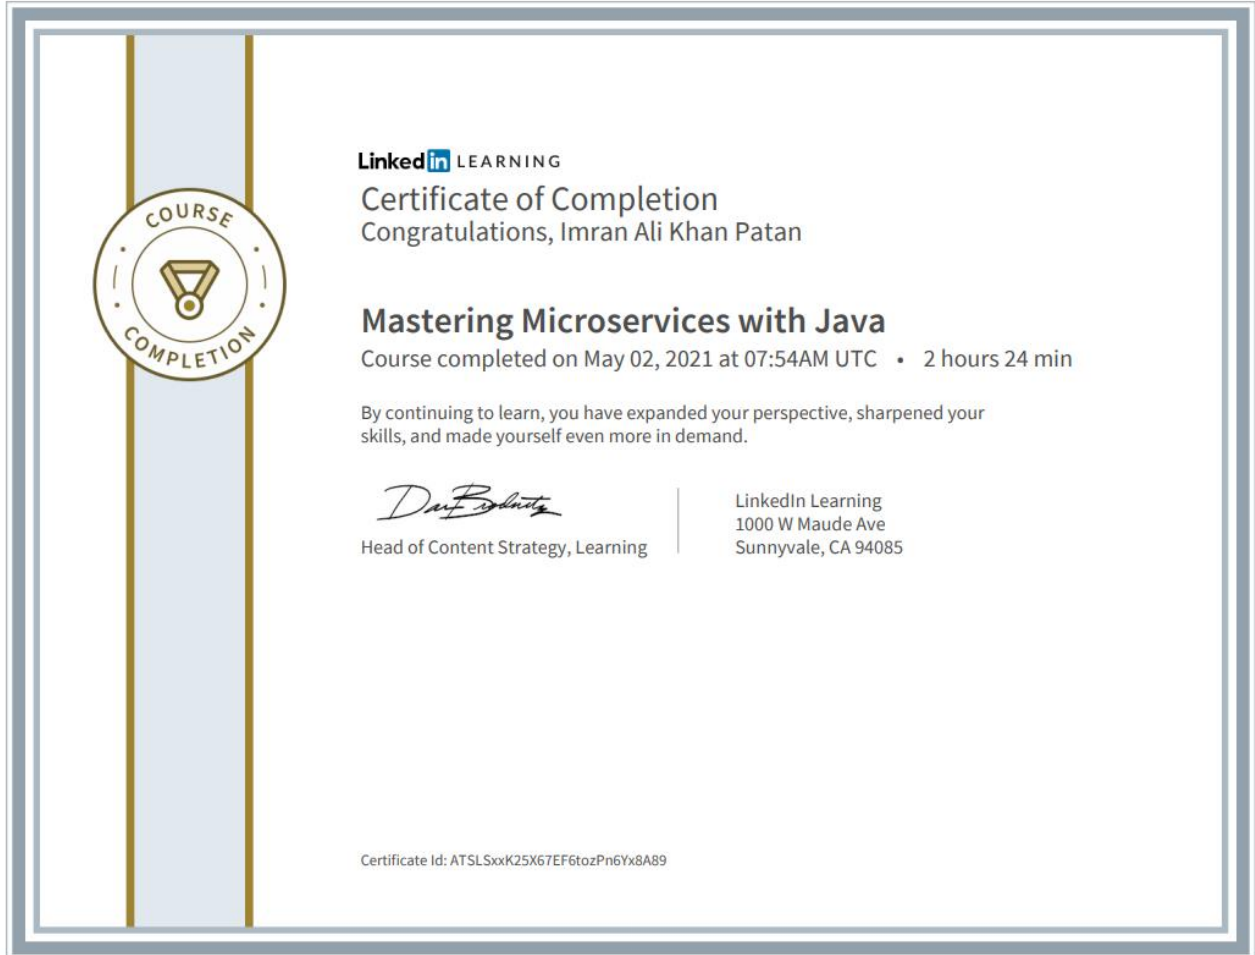 COURSE
COMPLETION
Linked in LEARNING
Certificate of Completion
Congratulations, Imran Ali Khan Patan
Mastering Microservices with Java
Course completed on May 02, 2021 at 07:54AM UTC • 2 hours 24 min
By continuing to learn, you have expanded your perspective, sharpened your
skills, and made yourself even more in demand.
Head of Content Strategy, Learning
LinkedIn Learning
1000 W Maude Ave
Sunnyvale, CA 94085
Certificate Id: ATSLSxxK25X67EF6tozPn6Yx8A89